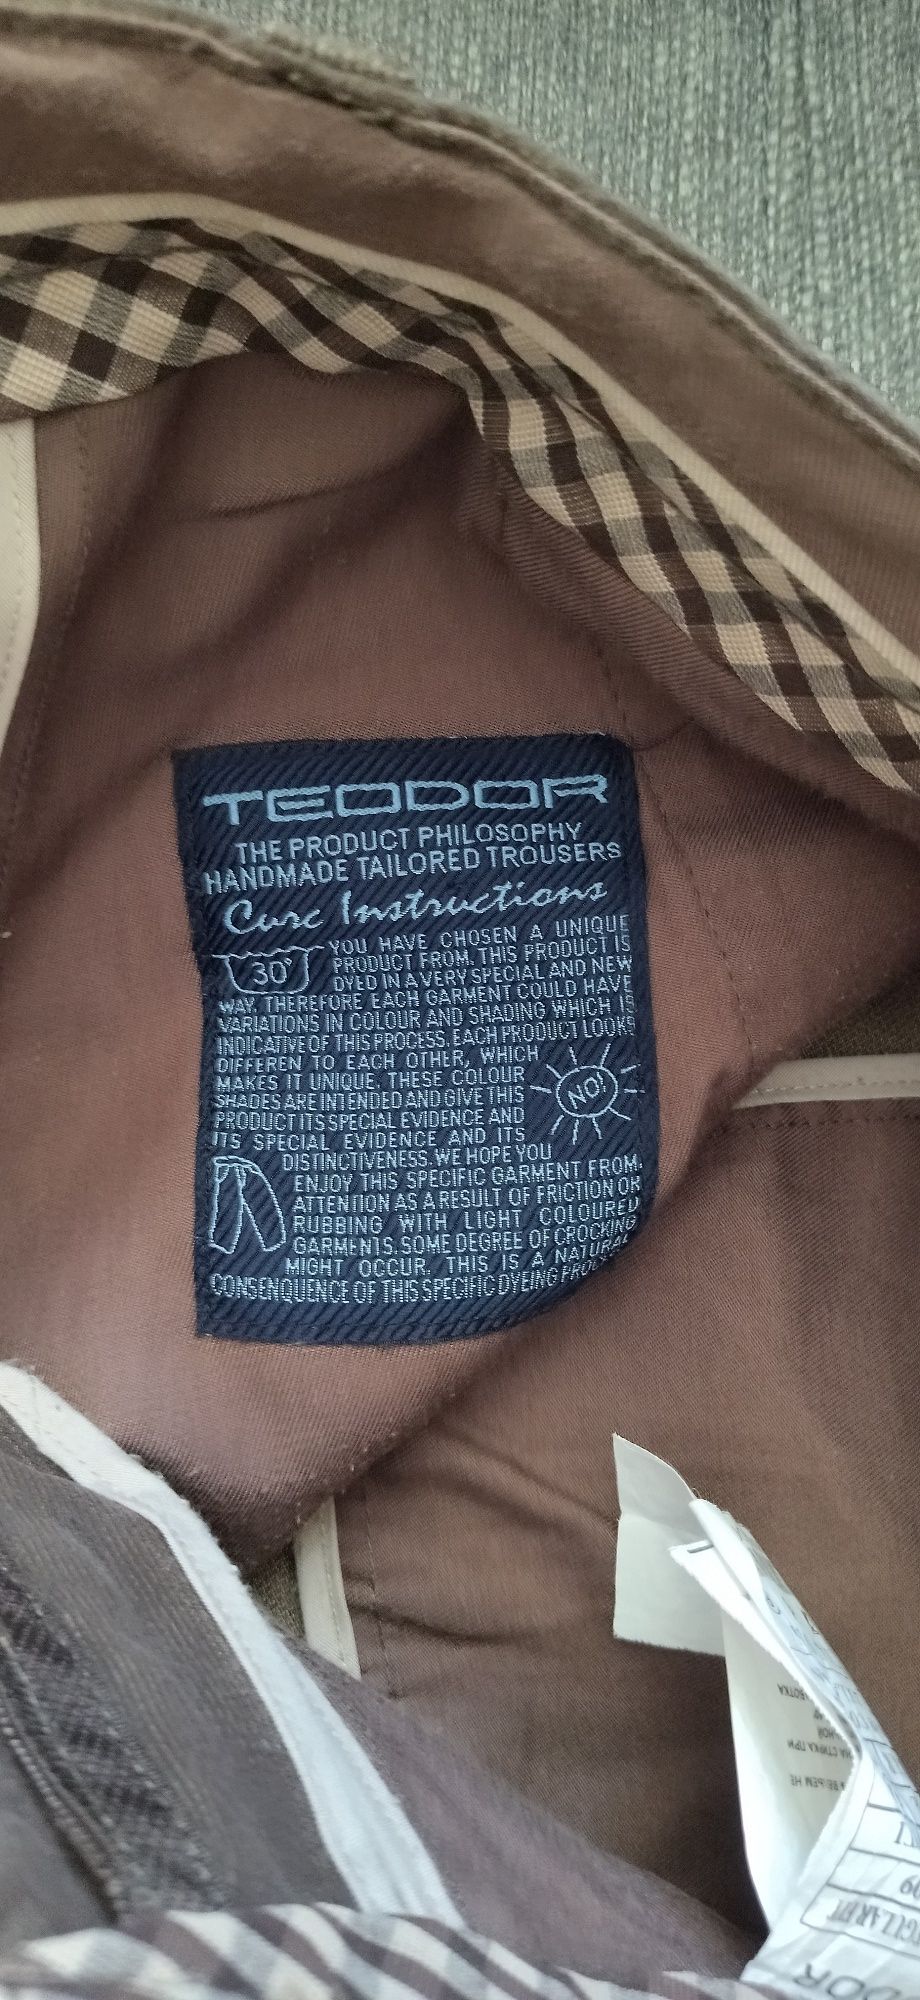 TEODOR
THE PRODUCT PHILOSOPHY
HANDMADE TAILORED TROUSERS
Curc Instructions
30°
YOU HAVE CHOSEN A UNIQUE
PRODUCT FROM. THIS PRODUCT IS
DYED IN A VERY SPECIAL AND NEW
WAY. THEREFORE EACH GARMENT COULD HAVE
VARIATIONS IN COLOUR AND SHADING WHICH IS
INDICATIVE OF THIS PROCESS. EACH PRODUCT LOOKS
DIFFEREN TO EACH OTHER, WHICH
MAKES IT UNIQUE. THESE COLOUR
SHADES ARE INTENDED AND GIVE THIS
PRODUCT ITS SPECIAL EVIDENCE AND
ITS SPECIAL EVIDENCE AND ITS
NO!
DISTINCTIVENESS. WE HOPE YOU
ENJOY THIS SPECIFIC GARMENT FROM.
ATTENTION AS A RESULT OF FRICTION OR
RUBBING WITH LIGHT COLOURED
GARMENTS. SOME DEGREE OF CROCKING
MIGHT OCCUR. THIS IS A NATURAL
CONSENQUENCE OF THIS SPECIFIC DYEING
СТИРКА ПРИ
НЕ